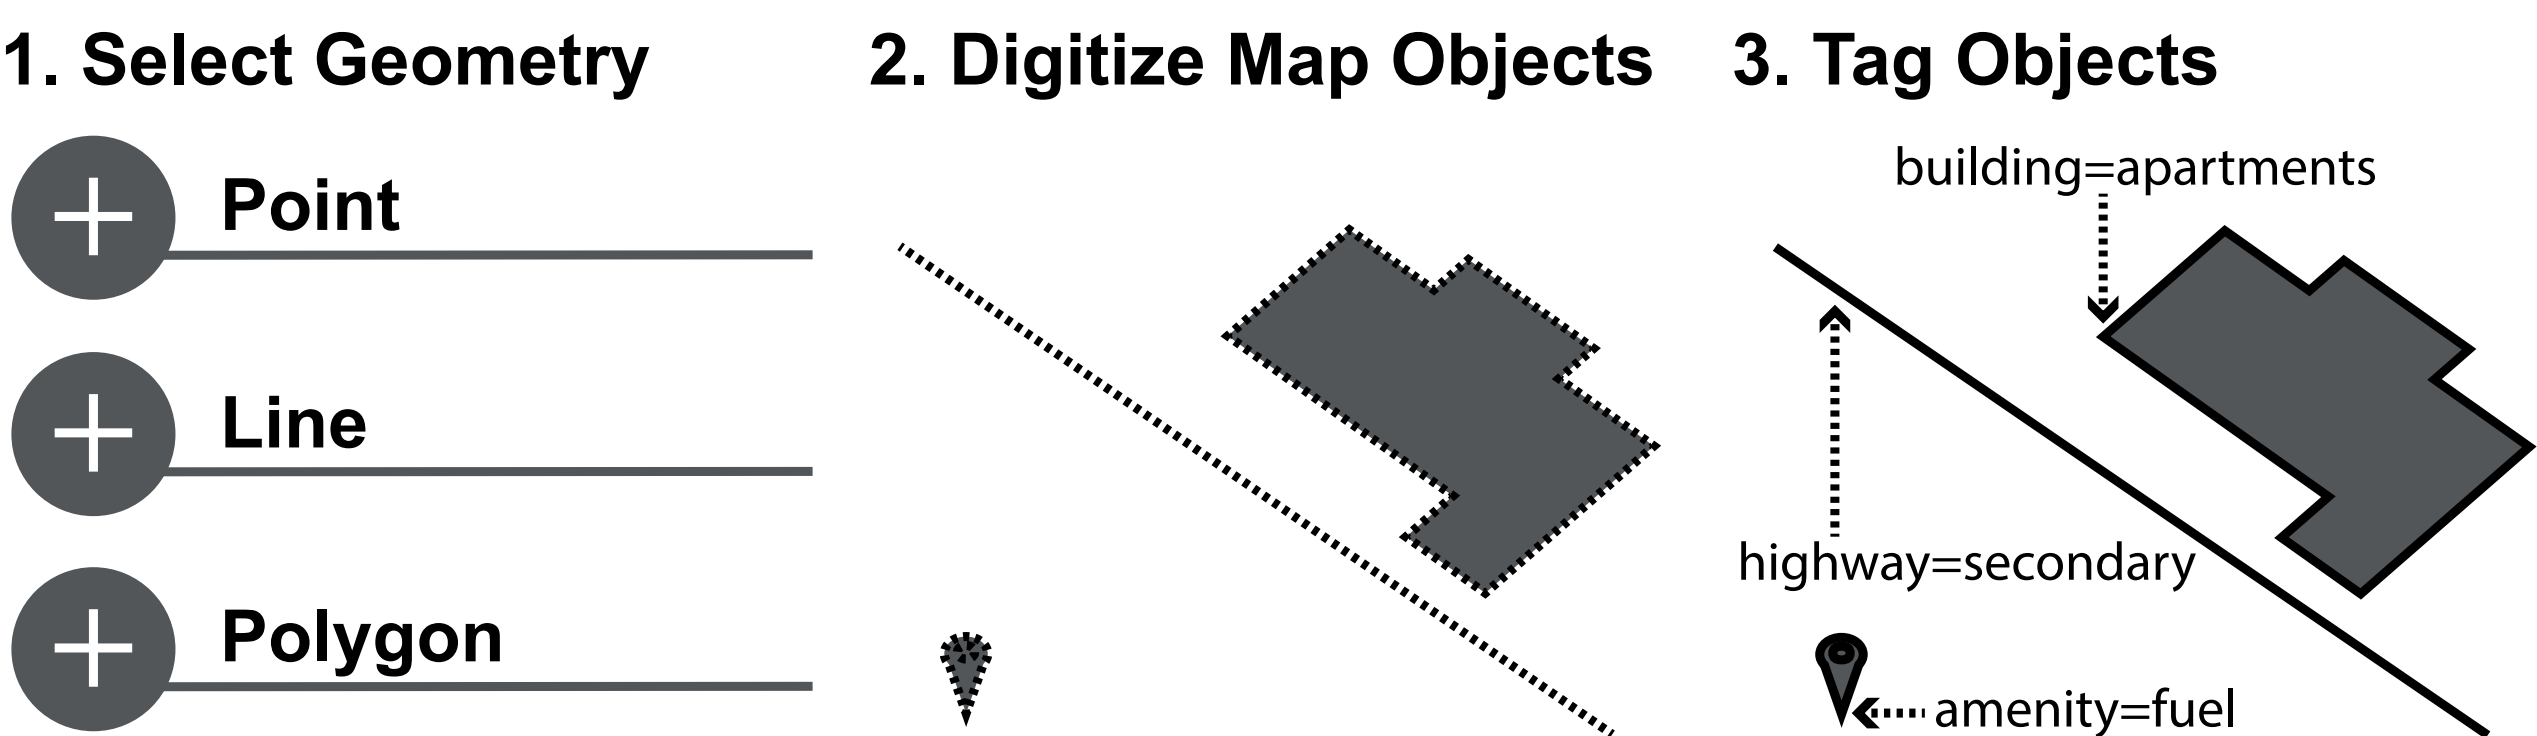 1. Select Geometry
Point
Line
Polygon
2. Digitize Map Objects
3. Tag Objects
building=apartments
highway=secondary
amenity=fuel